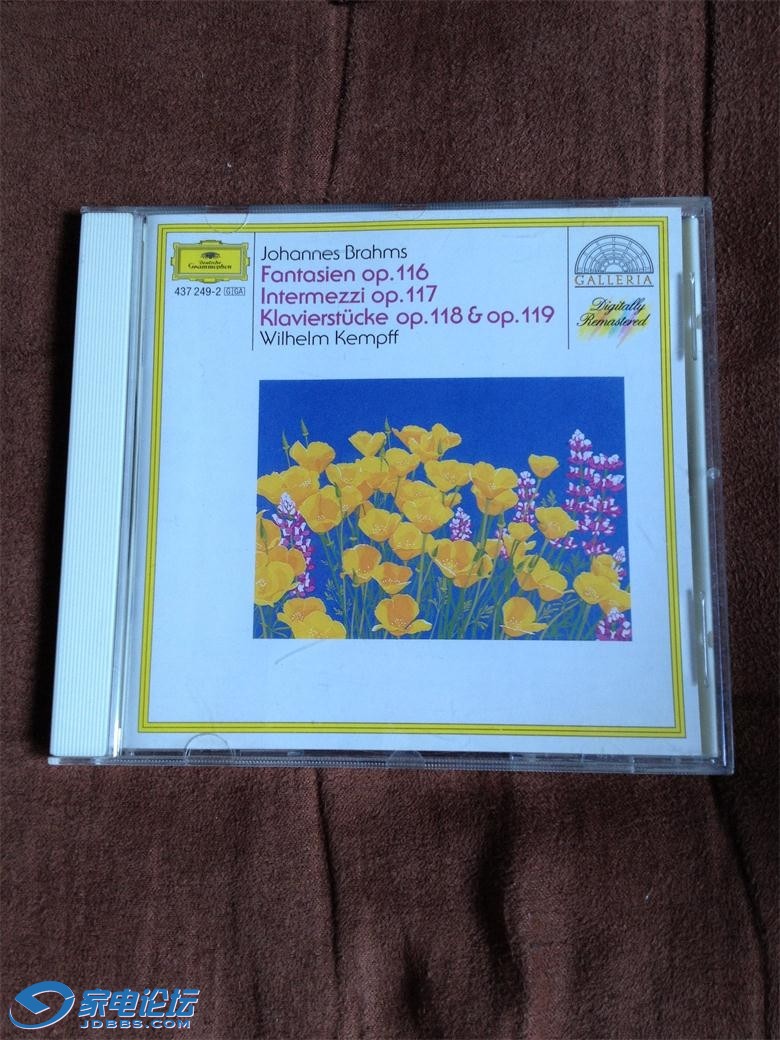 Deutsche
Grammophon
437 249-2 G GA
Johannes Brahms
Fantasien op. 116
Intermezzi op. 117
Klavierstücke op. 118 & op. 119
Wilhelm Kempff
GALLERIA
Digitally
Remastered
家电论坛
JDBBS.COM